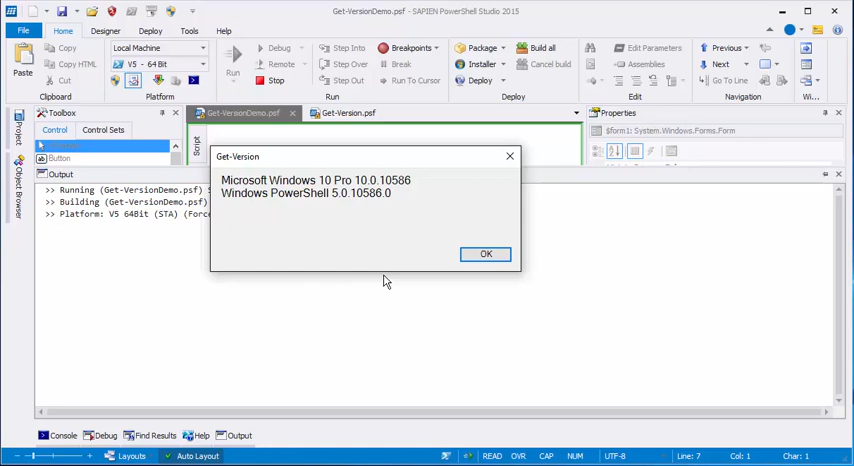 Get-VersionDemo.psf - SAPIEN PowerShell Studio 2015
File
Home
Designer
Deploy
Tools
Help
Paste
Copy
Copy HTML
Cut
Clipboard
Local Machine
V5 - 64 Bit
Platform
Run
Debug
Remote
Stop
Step Into
Step Over
Step Out
Breakpoints
Break
Run To Cursor
Run
Package
Installer
Deploy
Build all
Cancel build
Deploy
Edit Parameters
Assemblies
Edit
Previous
Next
Go To Line
Navigation
Windows
Project
Object Browser
Toolbox
Control
Control Sets
Button
Get-VersionDemo.psf
Get-Version.psf
Script
Properties
$form1: System.Windows.Forms.Form
Output
>> Running (Get-VersionDemo.psf)
>> Building (Get-VersionDemo.psf)
>> Platform: V5 64Bit (STA) (Forc
Get-Version
Microsoft Windows 10 Pro 10.0.10586
Windows PowerShell 5.0.10586.0
OK
Console
Debug
Find Results
Help
Output
Layouts
Auto Layout
READ
OVR
CAP
NUM
UTF-8
Line: 7
Col: 1
Char: 1